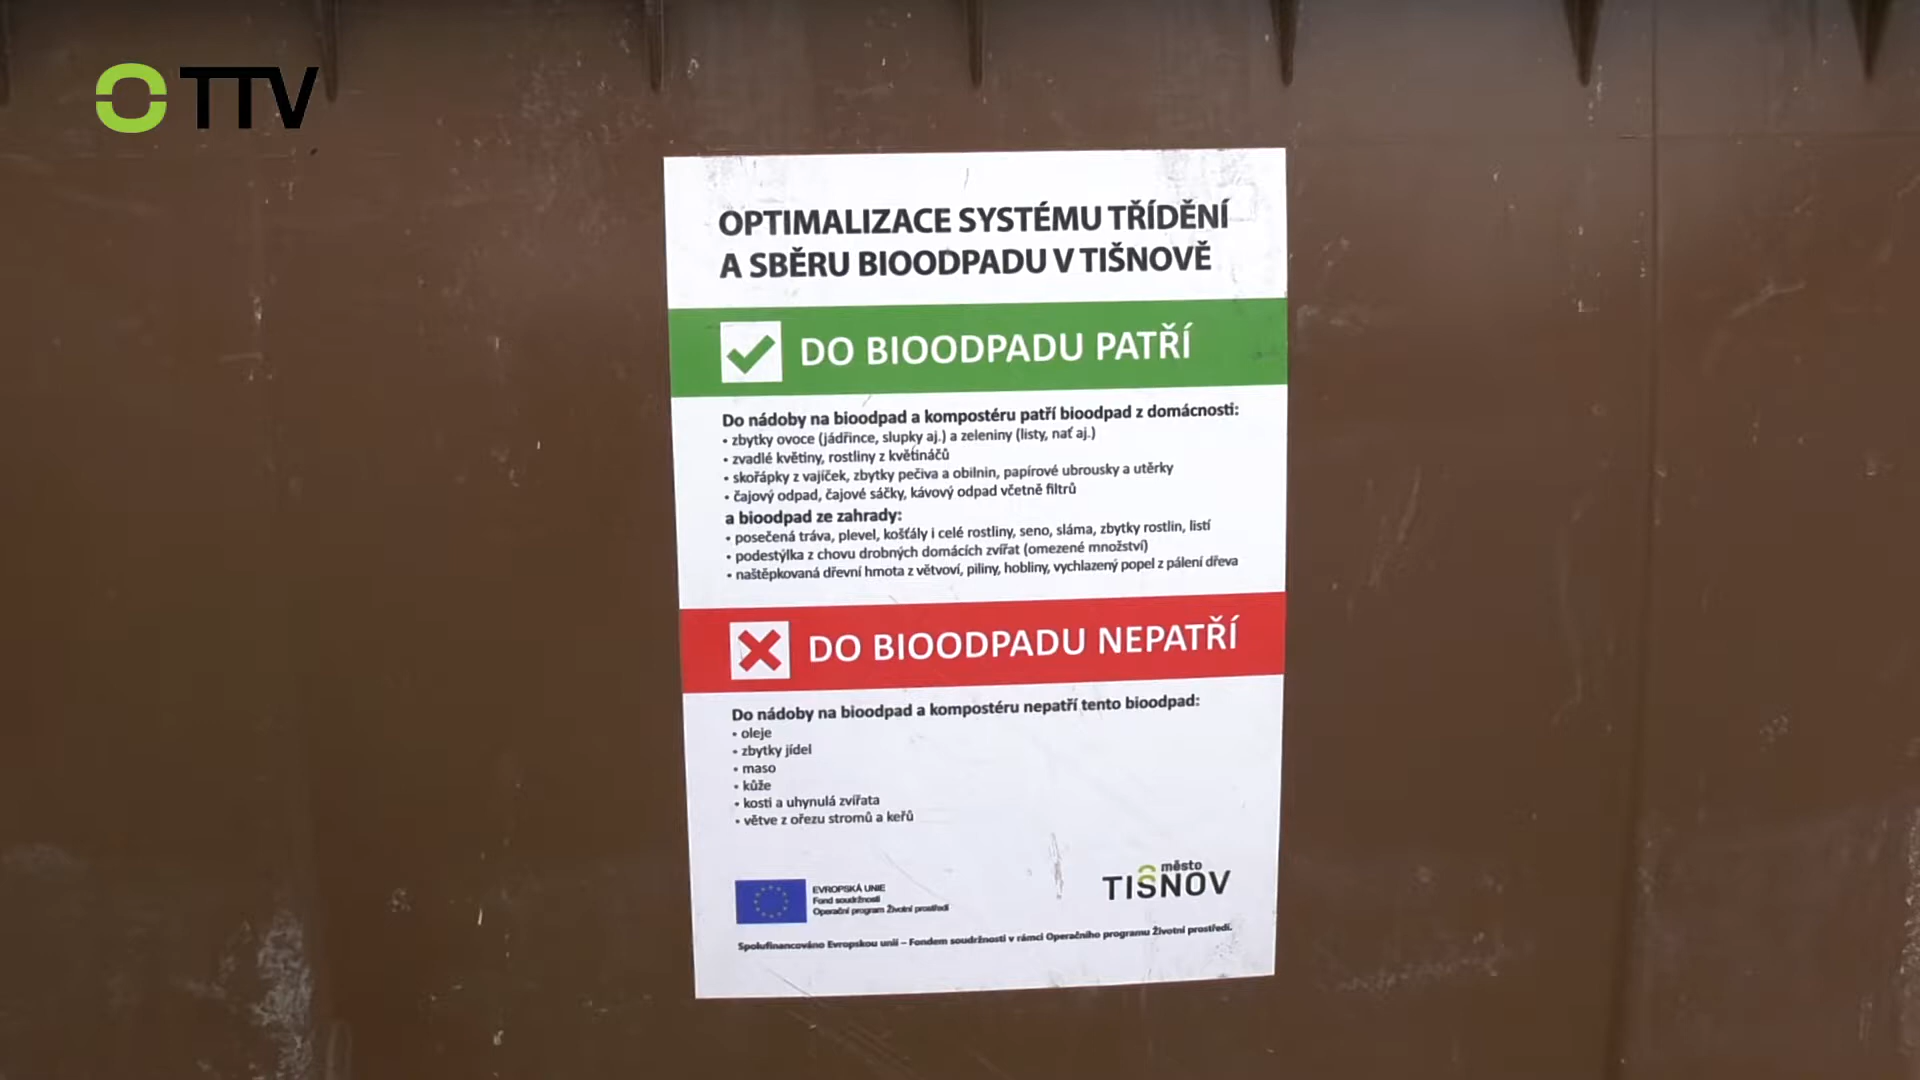 TTV
OPTIMALIZACE SYSTÉMU TŘÍDĚNÍ
A SBĚRU BIOODPADU V TIŠNOVĚ
DO BIOODPADU PATŘÍ
Do nádoby na bioodpad a kompostéru patří bioodpad z domácnosti:
• zbytky ovoce (jádřince, slupky aj.) a zeleniny (listy, nať aj.)
• zvadlé květiny, rostliny z květináčů
• skořápky z vajíček, zbytky pečiva a obilnin, papírové ubrousky a utěrky
• čajový odpad, čajové sáčky, kávový odpad včetně filtrů
a bioodpad ze zahrady:
• posečená tráva, plevel, košťály i celé rostliny, seno, sláma, zbytky rostlin, listí
• podestýlka z chovu drobných domácích zvířat (omezené množství)
• naštěpkovaná dřevní hmota z větvoví, piliny, hobliny, vychlazený popel z pálení dřeva
DO BIOODPADU NEPATŘÍ
Do nádoby na bioodpad a kompostéru nepatří tento bioodpad:
• oleje
• zbytky jídel
• maso
• kůže
• kosti a uhynulá zvířata
• větve z ořezu stromů a keřů
EVROPSKÁ UNIE
Fond soudržnosti
Operační program Životní prostředí
město
TIŠNOV
Spolufinancováno Evropskou unií – Fondem soudržnosti v rámci Operačního programu Životní prostředí.